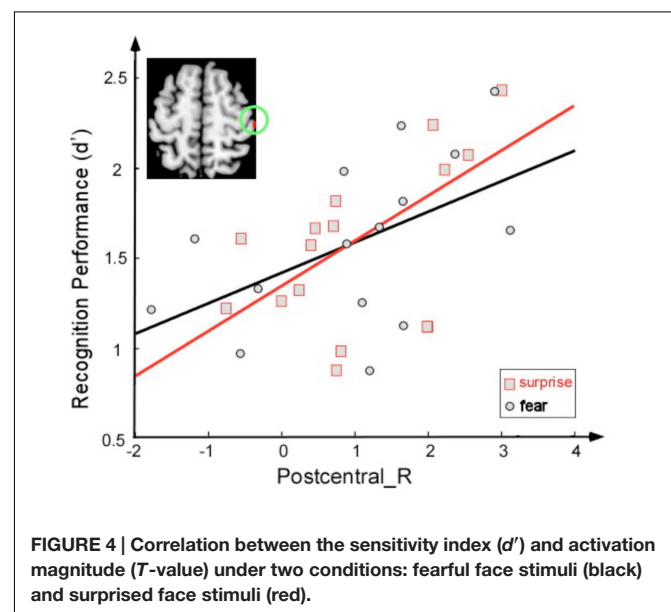 2.5
2
1.5
1
0.5
-2 -1 0 1 2 3 4
Recognition Performance (d')
Postcentral_R
surprise
fear
FIGURE 4 | Correlation between the sensitivity index (d′) and activation
magnitude (T-value) under two conditions: fearful face stimuli (black)
and surprised face stimuli (red).